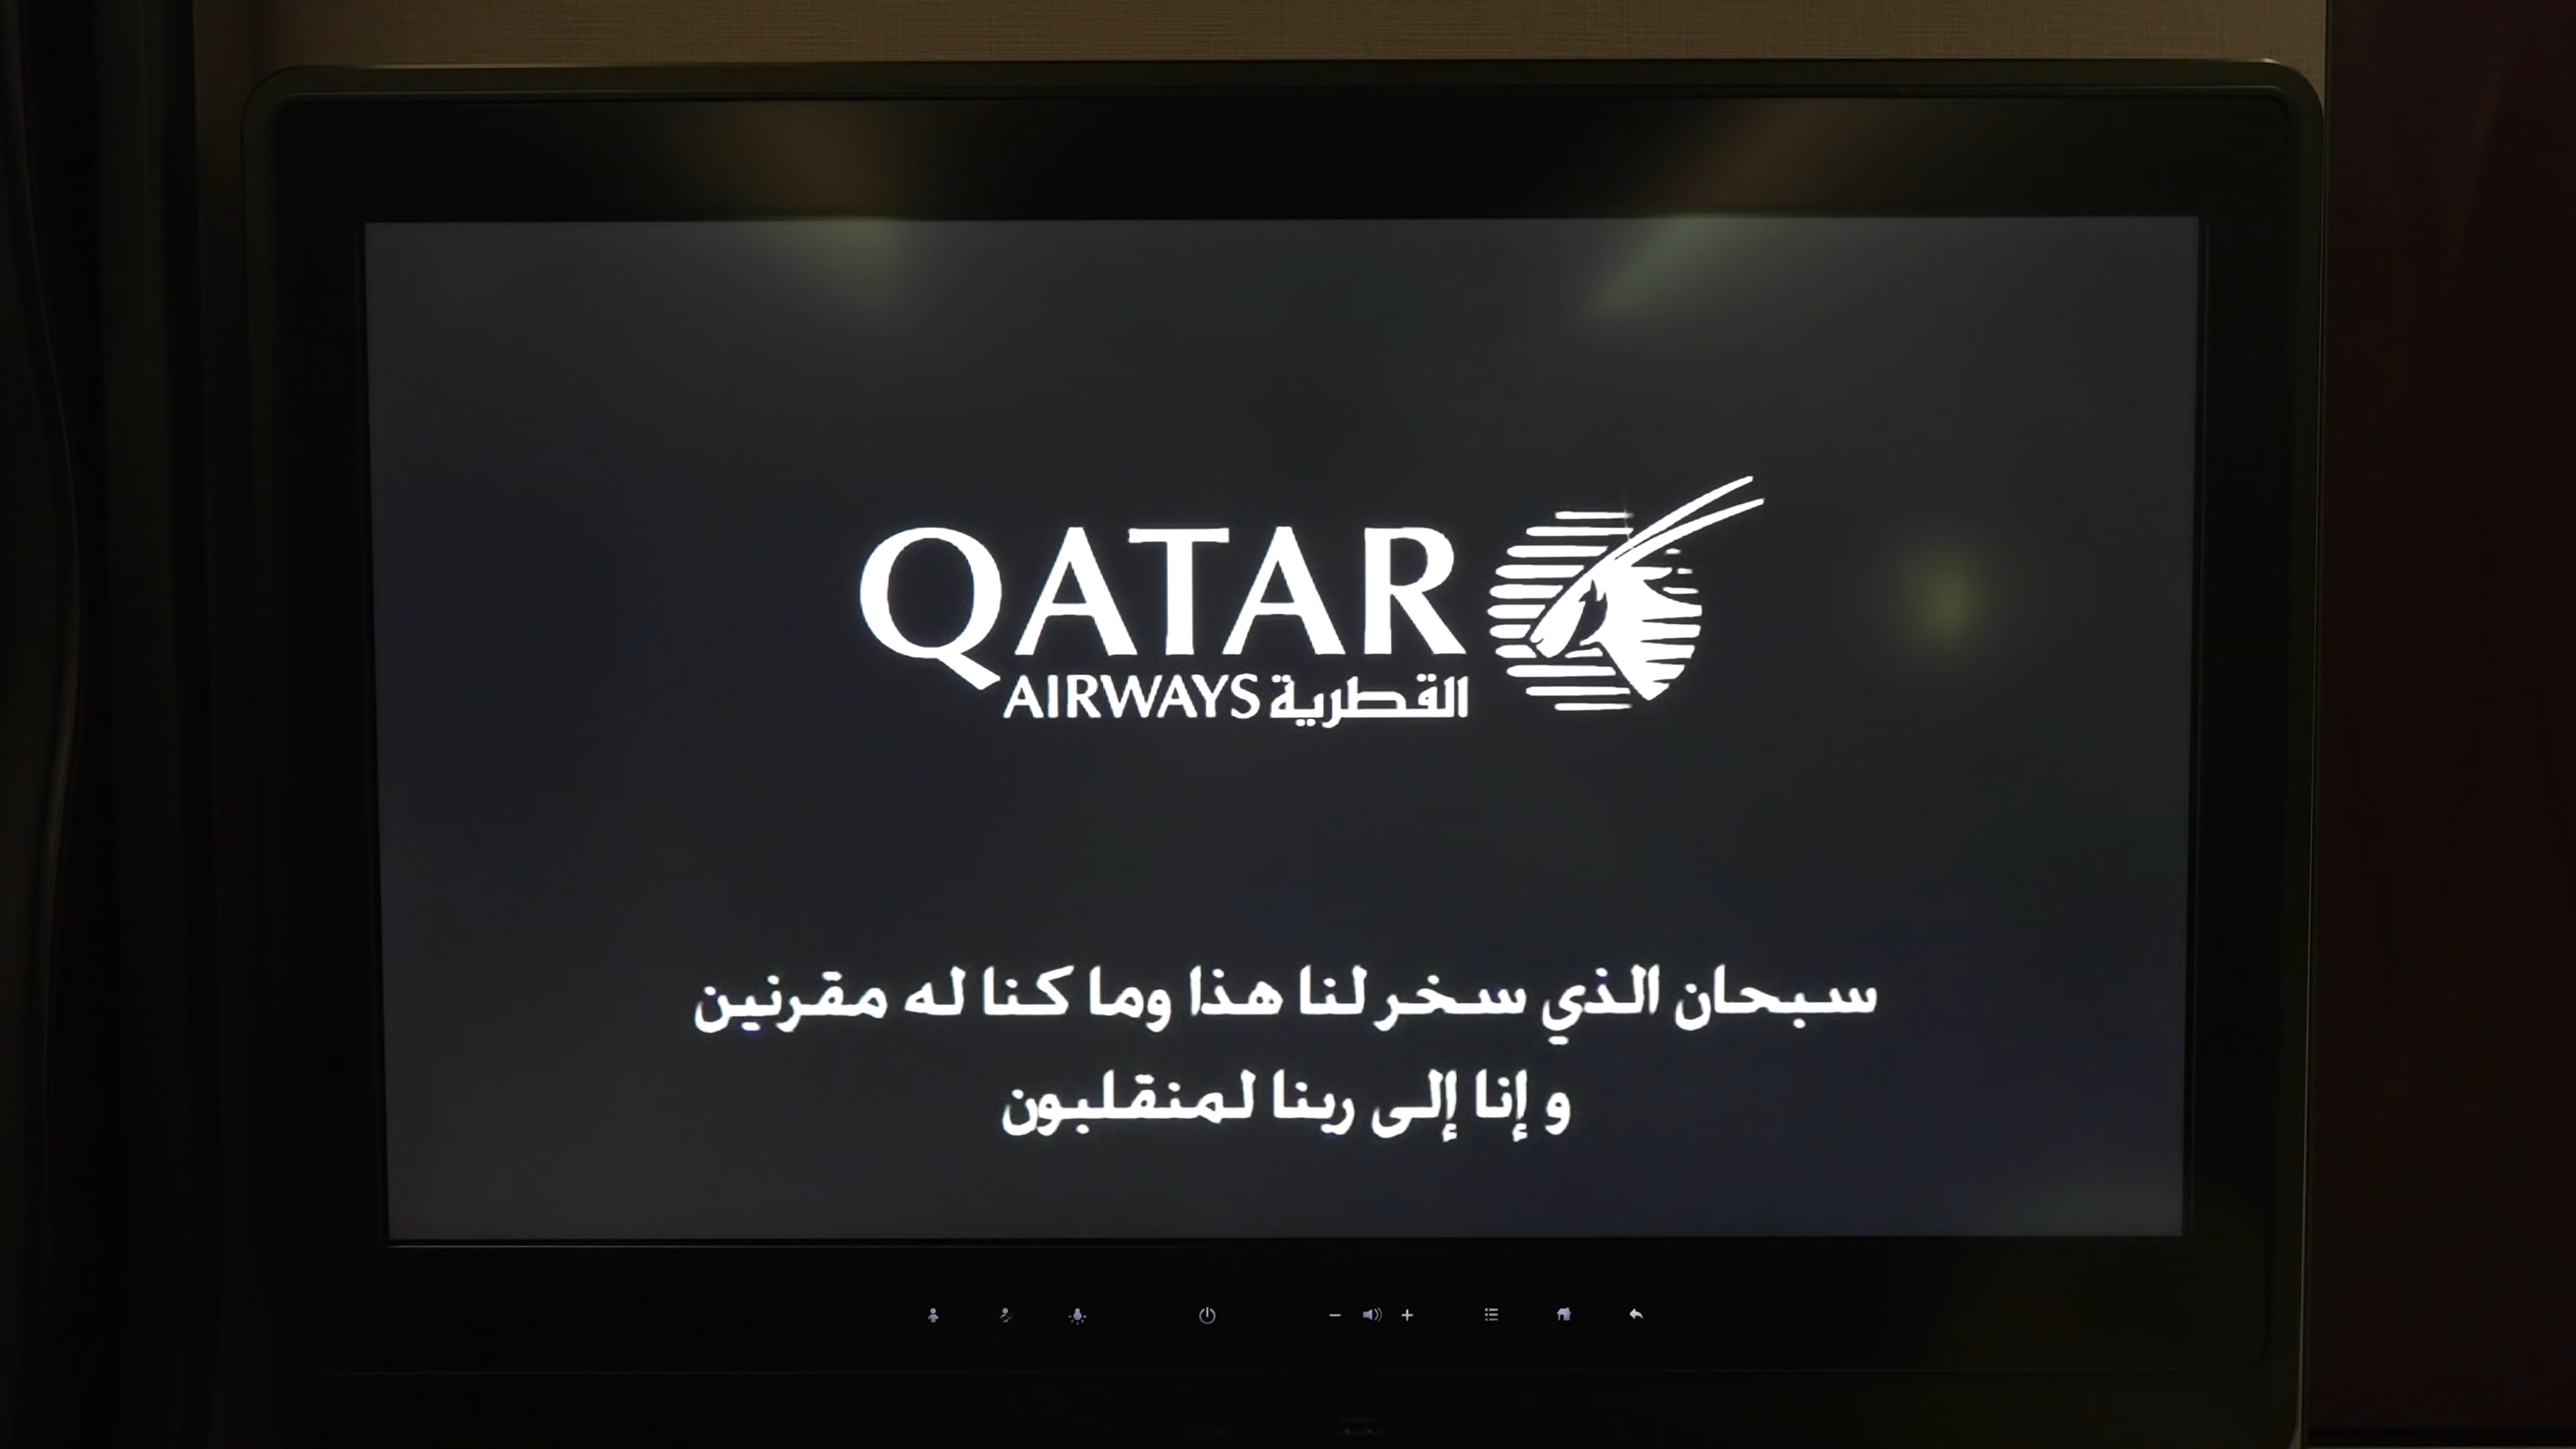 QATAR
AIRWAYS القطرية
سبحان الذي سخر لنا هذا وما كنا له مقرنين
و إنا إلى ربنا لمنقلبون